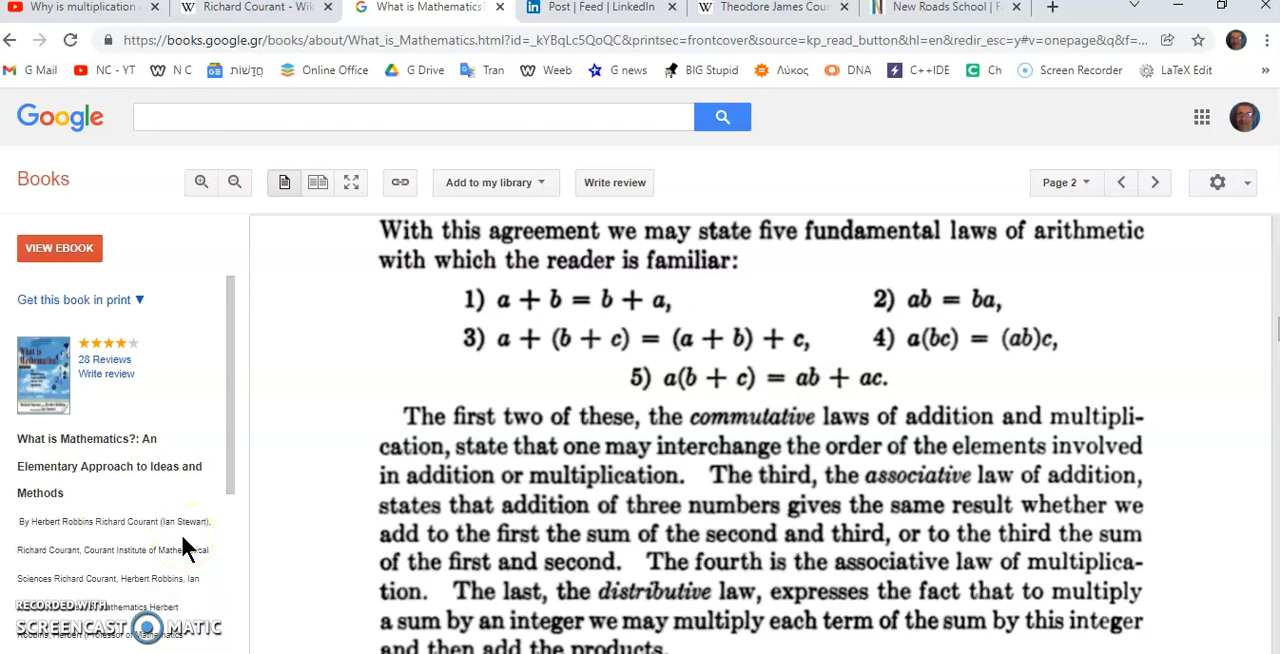 Why is multiplication
Richard Courant - Wik
What is Mathematics?
Post | Feed | LinkedIn
Theodore James Cour
New Roads School | Fa
https://books.google.gr/books/about/What_is_Mathematics.html?id=_kYBqLc5QoQC&printsec=frontcover&source=kp_read_button&hl=en&redir_esc=y#v=onepage&q&f=...
G Mail NC - YT N C חֲדָשׁוֹת Online Office G Drive Tran Weeb G news BIG Stupid Λύκος DNA C++IDE Ch Screen Recorder LaTeX Edit »
Google
Books
Add to my library
Write review
Page 2
VIEW EBOOK
Get this book in print ▼
28 Reviews
Write review
What is Mathematics?: An
Elementary Approach to Ideas and
Methods
By Herbert Robbins Richard Courant (Ian Stewart),
Richard Courant, Courant Institute of Mathematical
Sciences Richard Courant, Herbert Robbins, Ian
Mathematics Herbert
Robbins, Herbert (Professor of Mathematics
RECORDED WITH
SCREENCAST MATIC
With this agreement we may state five fundamental laws of arithmetic
with which the reader is familiar:
1) a + b = b + a, 2) ab = ba,
3) a + (b + c) = (a + b) + c, 4) a(bc) = (ab)c,
5) a(b + c) = ab + ac.
The first two of these, the commutative laws of addition and multipli-
cation, state that one may interchange the order of the elements involved
in addition or multiplication. The third, the associative law of addition,
states that addition of three numbers gives the same result whether we
add to the first the sum of the second and third, or to the third the sum
of the first and second. The fourth is the associative law of multiplica-
tion. The last, the distributive law, expresses the fact that to multiply
a sum by an integer we may multiply each term of the sum by this integer
and then add the products.